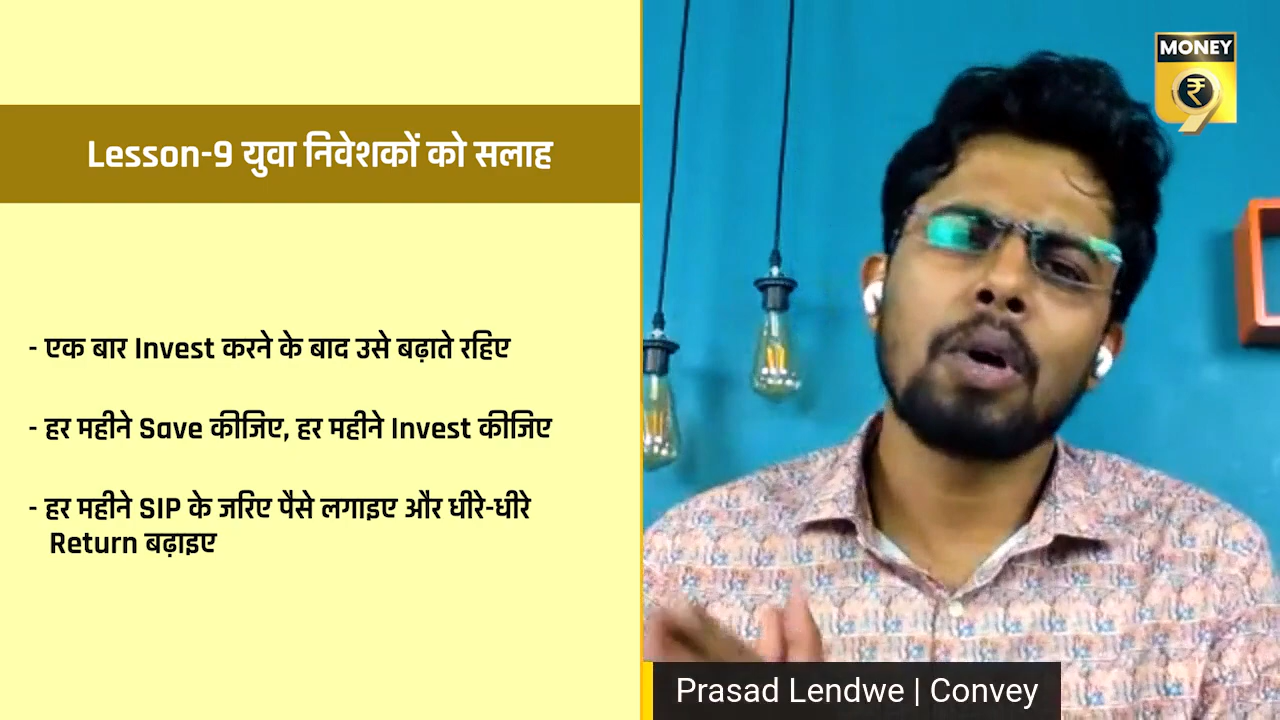 Lesson-9 युवा निवेशकों को सलाह
- एक बार Invest करने के बाद उसे बढ़ाते रहिए
- हर महीने Save कीजिए, हर महीने Invest कीजिए
- हर महीने SIP के जरिए पैसे लगाइए और धीरे-धीरे
Return बढ़ाइए
MONEY
₹
9
Prasad Lendwe | Convey